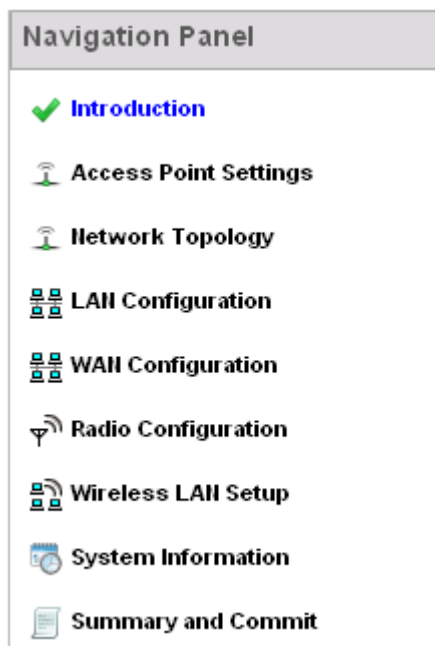 Navigation Panel
Introduction
Access Point Settings
Network Topology
LAN Configuration
WAN Configuration
Radio Configuration
Wireless LAN Setup
System Information
Summary and Commit